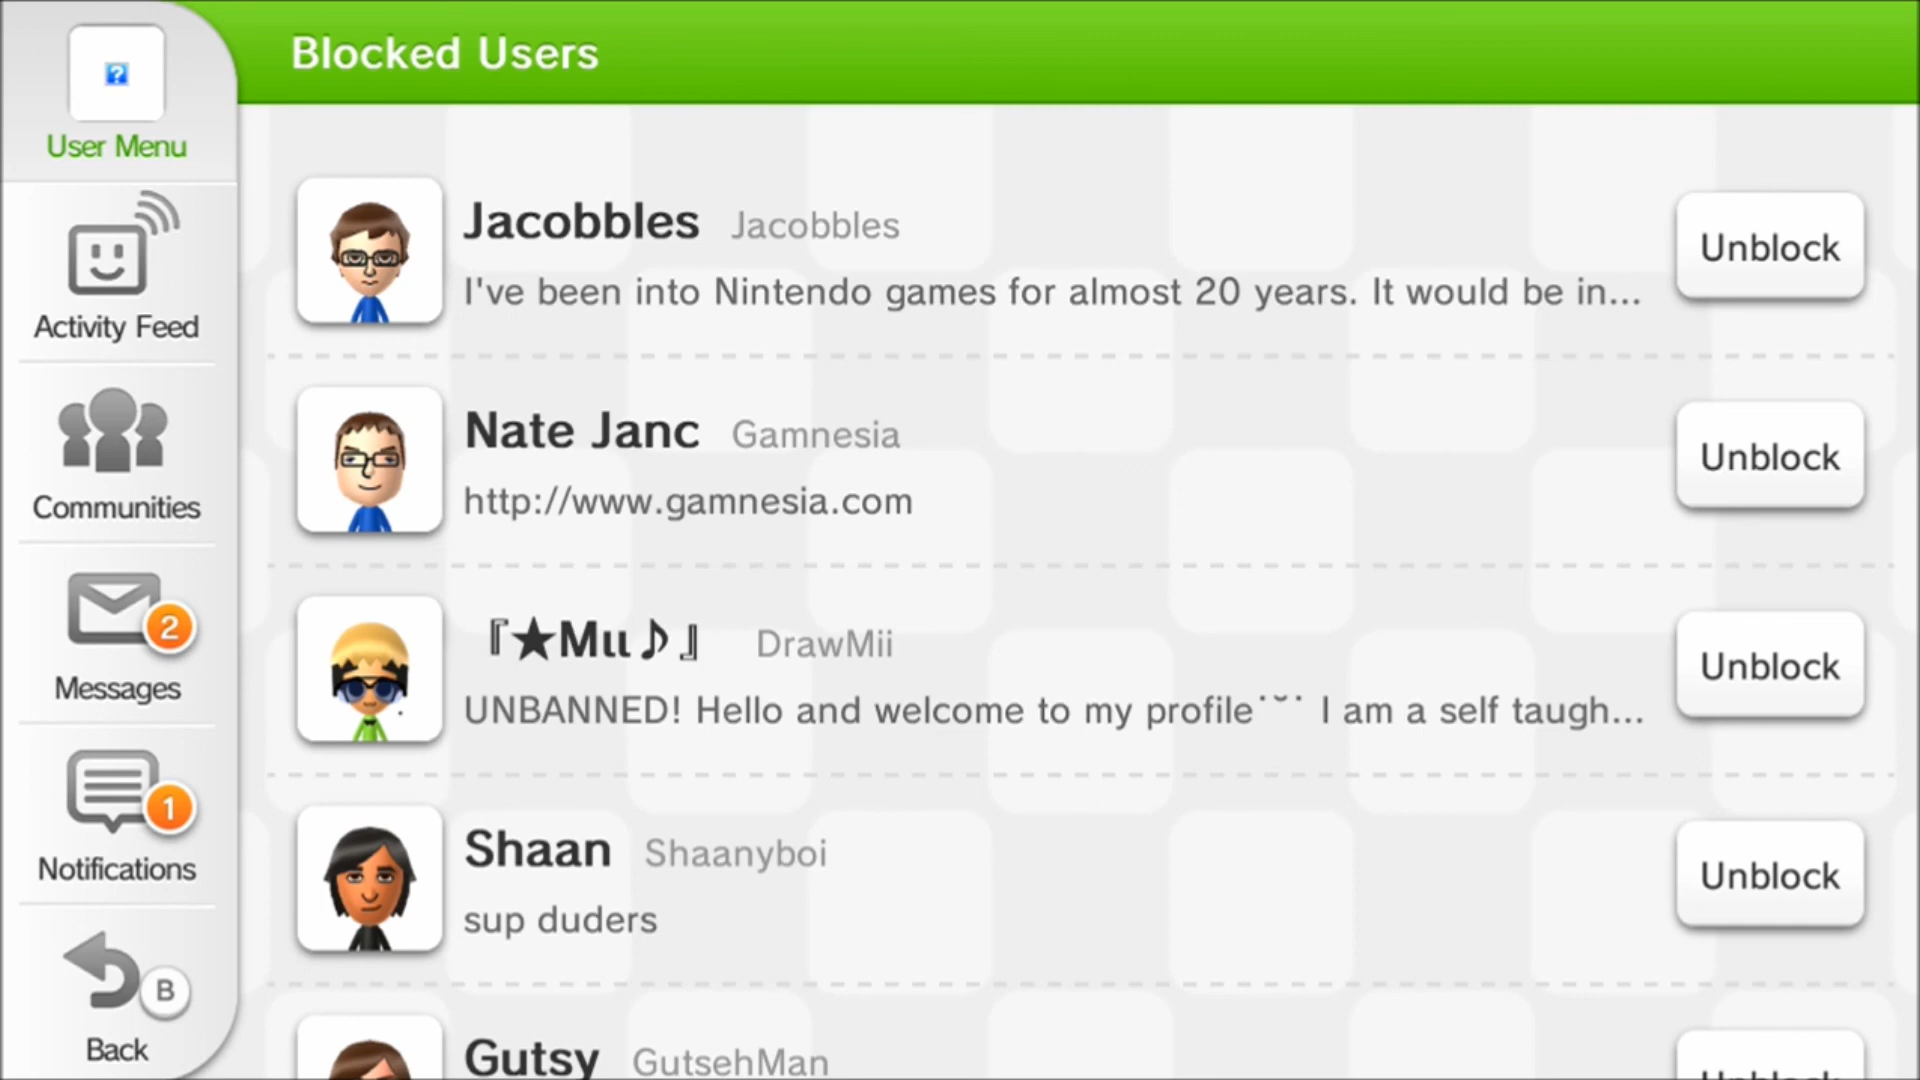 Blocked Users
User Menu
Activity Feed
Communities
2
Messages
1
Notifications
B
Back
Jacobbles Jacobbles
I've been into Nintendo games for almost 20 years. It would be in...
Unblock
Nate Janc Gamnesia
http://www.gamnesia.com
Unblock
『★Mιι♪』 DrawMii
UNBANNED! Hello and welcome to my profile˙˘˙ I am a self taugh...
Unblock
Shaan Shaanyboi
sup duders
Unblock
Gutsy GutsehMan
Unblock